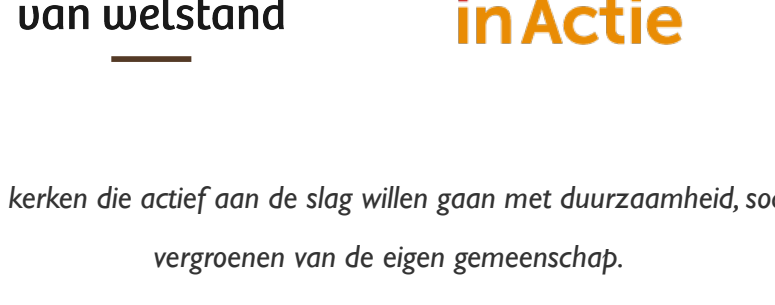 van welstand
in Actie
kerken die actief aan de slag willen gaan met duurzaamheid,
vergroenen van de eigen gemeenschap.